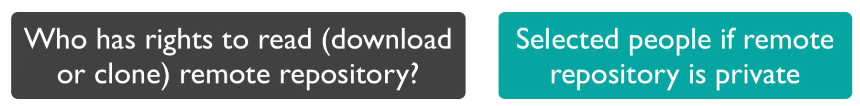 Who has rights to read (download
or clone) remote repository?
Selected people if remote
repository is private